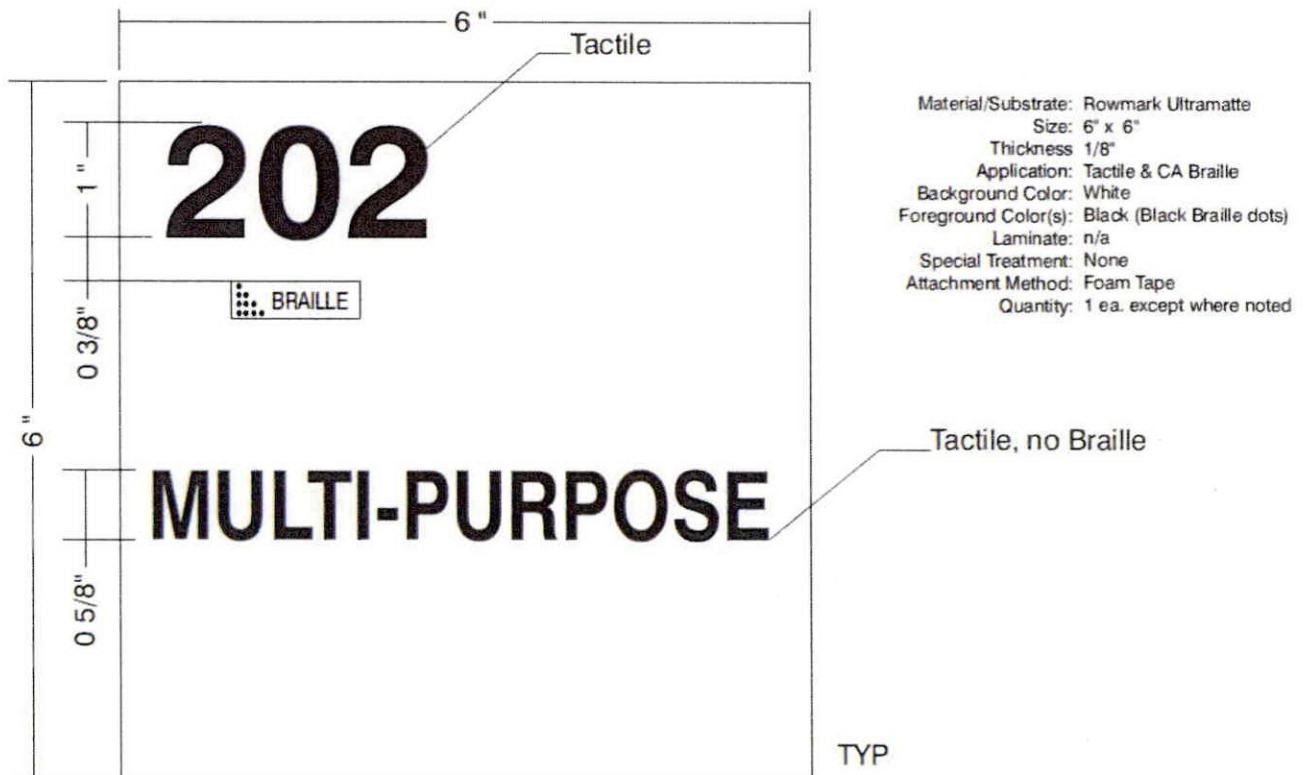 6 "
Tactile
202
1 "
BRAILLE
0 3/8"
6 "
MULTI-PURPOSE
0 5/8"
Tactile, no Braille
TYP
Material/Substrate: Rowmark Ultramatte
Size: 6" x 6"
Thickness 1/8"
Application: Tactile & CA Braille
Background Color: White
Foreground Color(s): Black (Black Braille dots)
Laminate: n/a
Special Treatment: None
Attachment Method: Foam Tape
Quantity: 1 ea. except where noted